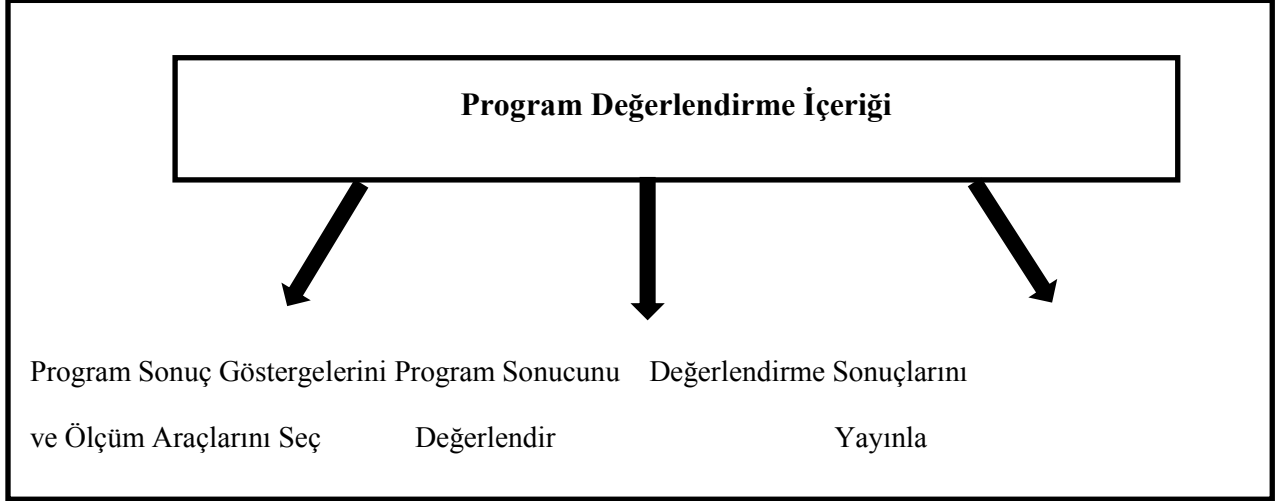 Program Değerlendirme İçeriği
Program Sonuç Göstergelerini Program Sonucunu Değerlendirme Sonuçlarını
ve Ölçüm Araçlarını Seç Değerlendir Yayınla